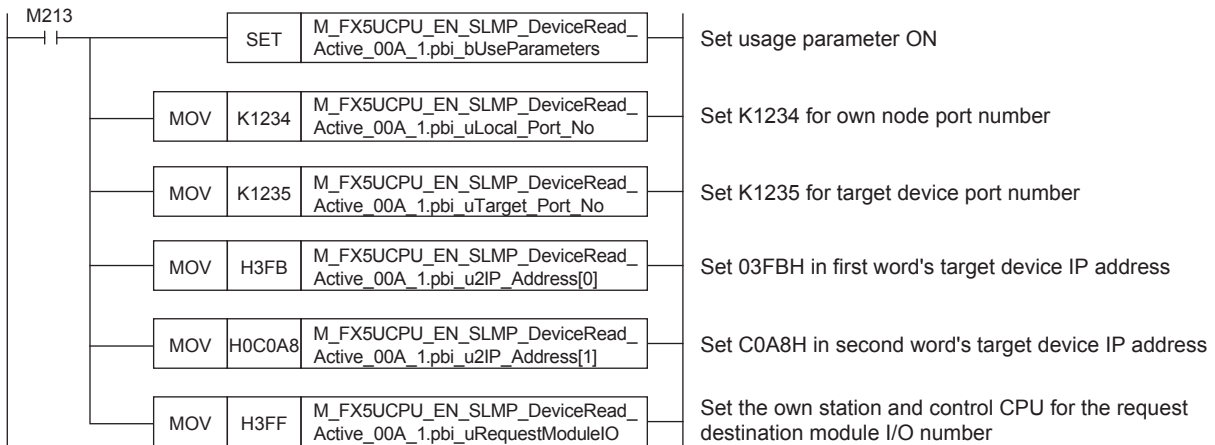 M213
SET M_FX5UCPU_EN_SLMP_DeviceRead_ Set usage parameter ON
Active_00A_1.pbi_bUseParameters
MOV K1234 M_FX5UCPU_EN_SLMP_DeviceRead_ Set K1234 for own node port number
Active_00A_1.pbi_uLocal_Port_No
MOV K1235 M_FX5UCPU_EN_SLMP_DeviceRead_ Set K1235 for target device port number
Active_00A_1.pbi_uTarget_Port_No
MOV H3FB M_FX5UCPU_EN_SLMP_DeviceRead_ Set 03FBH in first word's target device IP address
Active_00A_1.pbi_u2IP_Address[0]
MOV H0C0A8 M_FX5UCPU_EN_SLMP_DeviceRead_ Set C0A8H in second word's target device IP address
Active_00A_1.pbi_u2IP_Address[1]
MOV H3FF M_FX5UCPU_EN_SLMP_DeviceRead_ Set the own station and control CPU for the request
Active_00A_1.pbi_uRequestModuleIO destination module I/O number